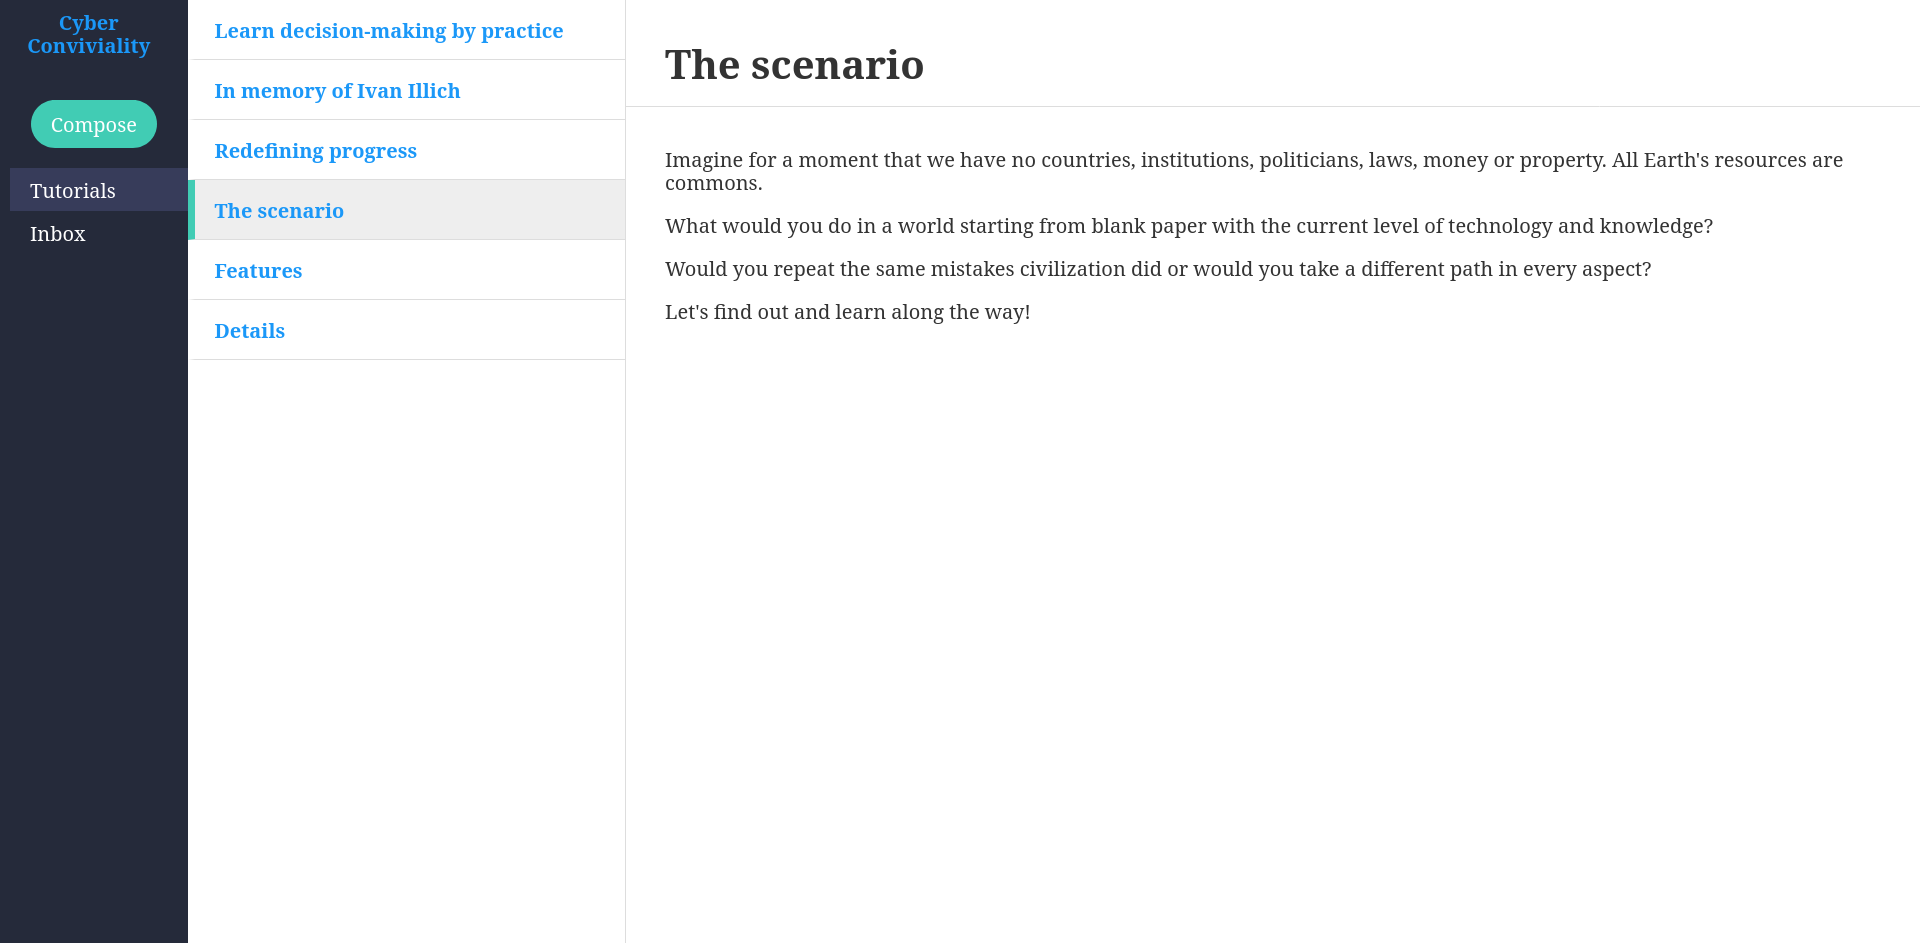 Cyber
Conviviality
Compose
Tutorials
Inbox
Learn decision-making by practice
In memory of Ivan Illich
Redefining progress
The scenario
Features
Details
The scenario
Imagine for a moment that we have no countries, institutions, politicians, laws, money or property. All Earth's resources are
commons.
What would you do in a world starting from blank paper with the current level of technology and knowledge?
Would you repeat the same mistakes civilization did or would you take a different path in every aspect?
Let's find out and learn along the way!